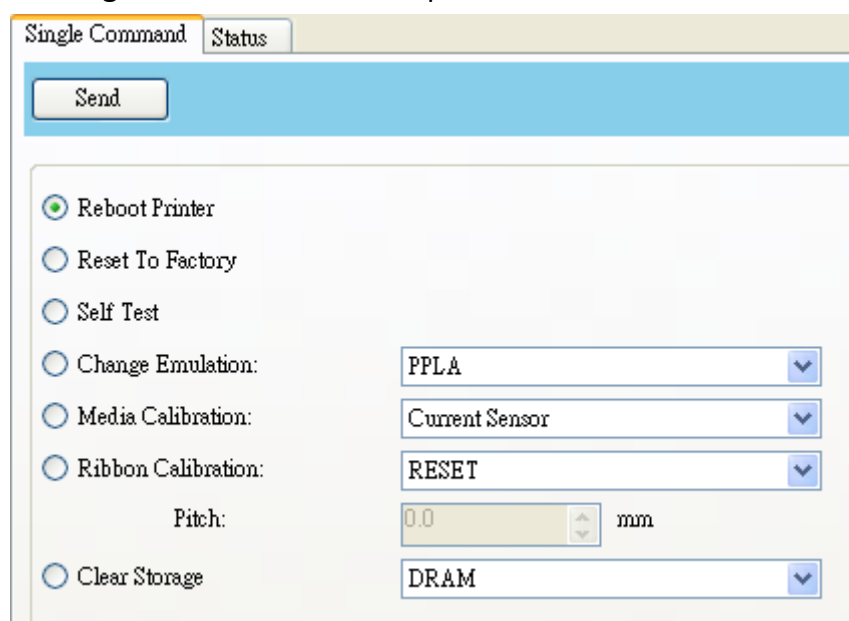 Single Command Status
Send
Reboot Printer
Reset To Factory
Self Test
Change Emulation: PPLA
Media Calibration: Current Sensor
Ribbon Calibration: RESET
Pitch: 0.0 mm
Clear Storage DRAM